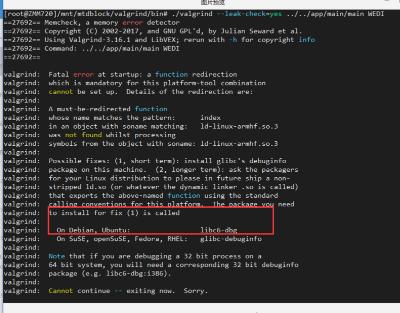 图片预览
[root@ZMM720]/mnt/mtdblock/valgrind/bin# ./valgrind --leak-check=yes ../../app/main/main WEDI
==27692== Memcheck, a memory error detector
==27692== Copyright (C) 2002-2017, and GNU GPL'd, by Julian Seward et al.
==27692== Using Valgrind-3.16.1 and LibVEX; rerun with -h for copyright info
==27692== Command: ../../app/main/main WEDI
==27692==
valgrind:  Fatal error at startup: a function redirection
valgrind:  which is mandatory for this platform-tool combination
valgrind:  cannot be set up.  Details of the redirection are:
valgrind:
valgrind:  A must-be-redirected function
valgrind:  whose name matches the pattern:      index
valgrind:  in an object with soname matching:   ld-linux-armhf.so.3
valgrind:  was not found whilst processing
valgrind:  symbols from the object with soname: ld-linux-armhf.so.3
valgrind:
valgrind:  Possible fixes: (1, short term): install glibc's debuginfo
valgrind:  package on this machine.  (2, longer term): ask the packagers
valgrind:  for your Linux distribution to please in future ship a non-
valgrind:  stripped ld.so (or whatever the dynamic linker .so is called)
valgrind:  that exports the above-named function using the standard
valgrind:  calling conventions for this platform.  The package you need
valgrind:  to install for fix (1) is called
valgrind:
valgrind:    On Debian, Ubuntu:                 libc6-dbg
valgrind:    On SuSE, openSuSE, Fedora, RHEL:   glibc-debuginfo
valgrind:
valgrind:  Note that if you are debugging a 32 bit process on a
valgrind:  64 bit system, you will need a corresponding 32 bit debuginfo
valgrind:  package (e.g. libc6-dbg:i386).
valgrind:
valgrind:  Cannot continue -- exiting now.  Sorry.